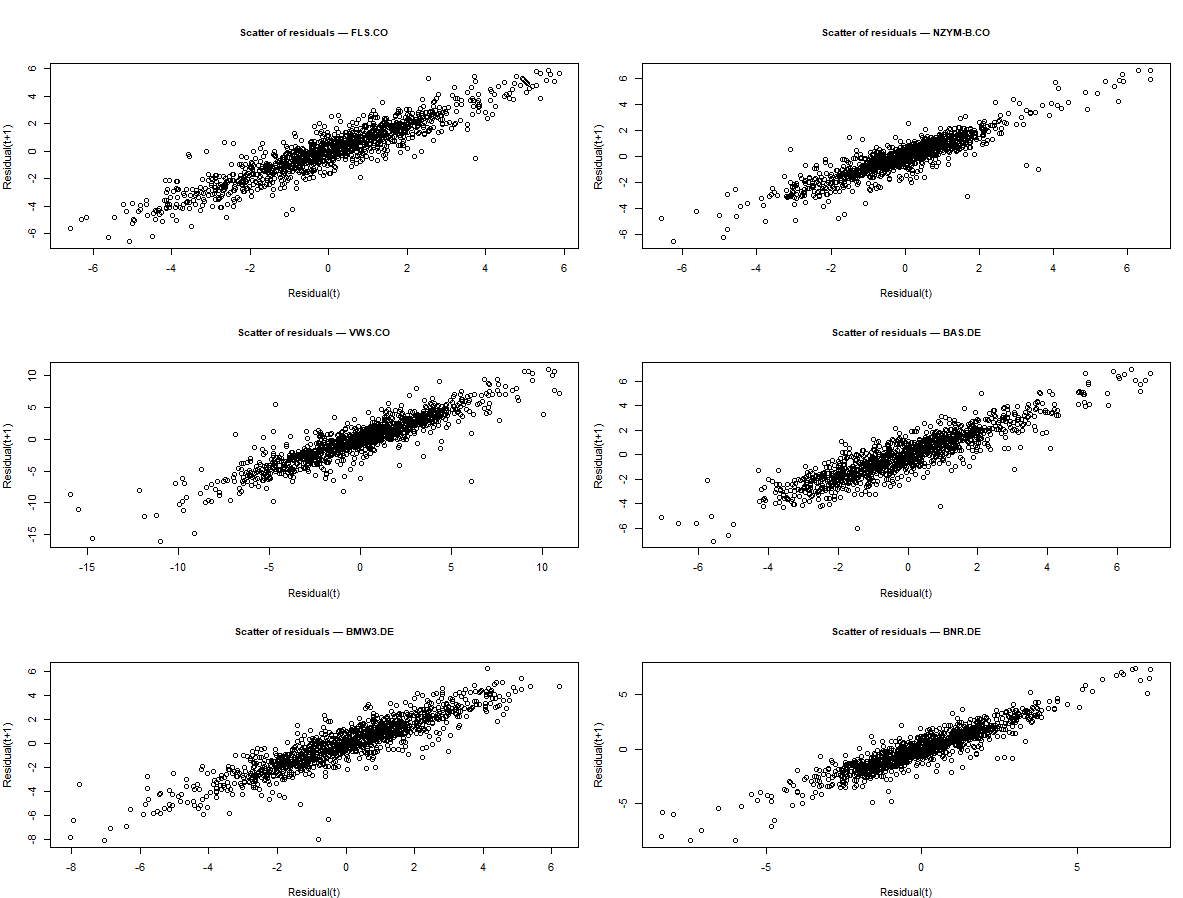 Scatter of residuals — FLS.CO
Residual(t+1)
6
4
2
0
-2
-4
-6
-6 -4 -2 0 2 4 6
Residual(t)
Scatter of residuals — NZYM-B.CO
Residual(t+1)
6
4
2
0
-2
-4
-6
-6 -4 -2 0 2 4 6
Residual(t)
Scatter of residuals — VWS.CO
Residual(t+1)
10
5
0
-5
-10
-15
-15 -10 -5 0 5 10
Residual(t)
Scatter of residuals — BAS.DE
Residual(t+1)
6
4
2
0
-2
-4
-6
-6 -4 -2 0 2 4 6
Residual(t)
Scatter of residuals — BMW3.DE
Residual(t+1)
6
4
2
0
-2
-4
-6
-8
-8 -6 -4 -2 0 2 4 6
Residual(t)
Scatter of residuals — BNR.DE
Residual(t+1)
5
0
-5
-5 0 5
Residual(t)